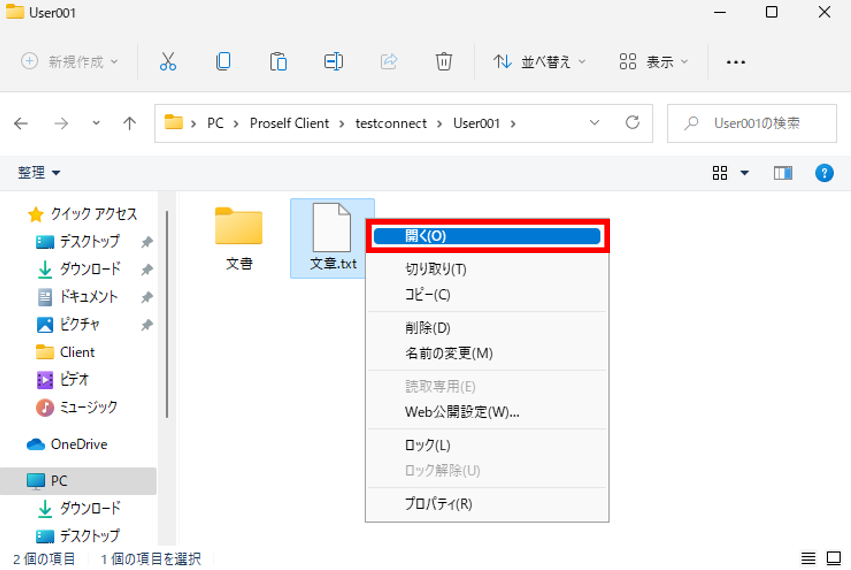 User001
新規作成
並べ替え
表示
PC
Proself Client
testconnect
User001
User001の検索
整理
クイック アクセス
デスクトップ
ダウンロード
ドキュメント
ピクチャ
Client
ビデオ
ミュージック
OneDrive
PC
ダウンロード
デスクトップ
文書
文章.txt
開く(O)
切り取り(T)
コピー(C)
削除(D)
名前の変更(M)
読取専用(E)
Web公開設定(W)...
ロック(L)
ロック解除(U)
プロパティ(R)
2 個の項目
1 個の項目を選択